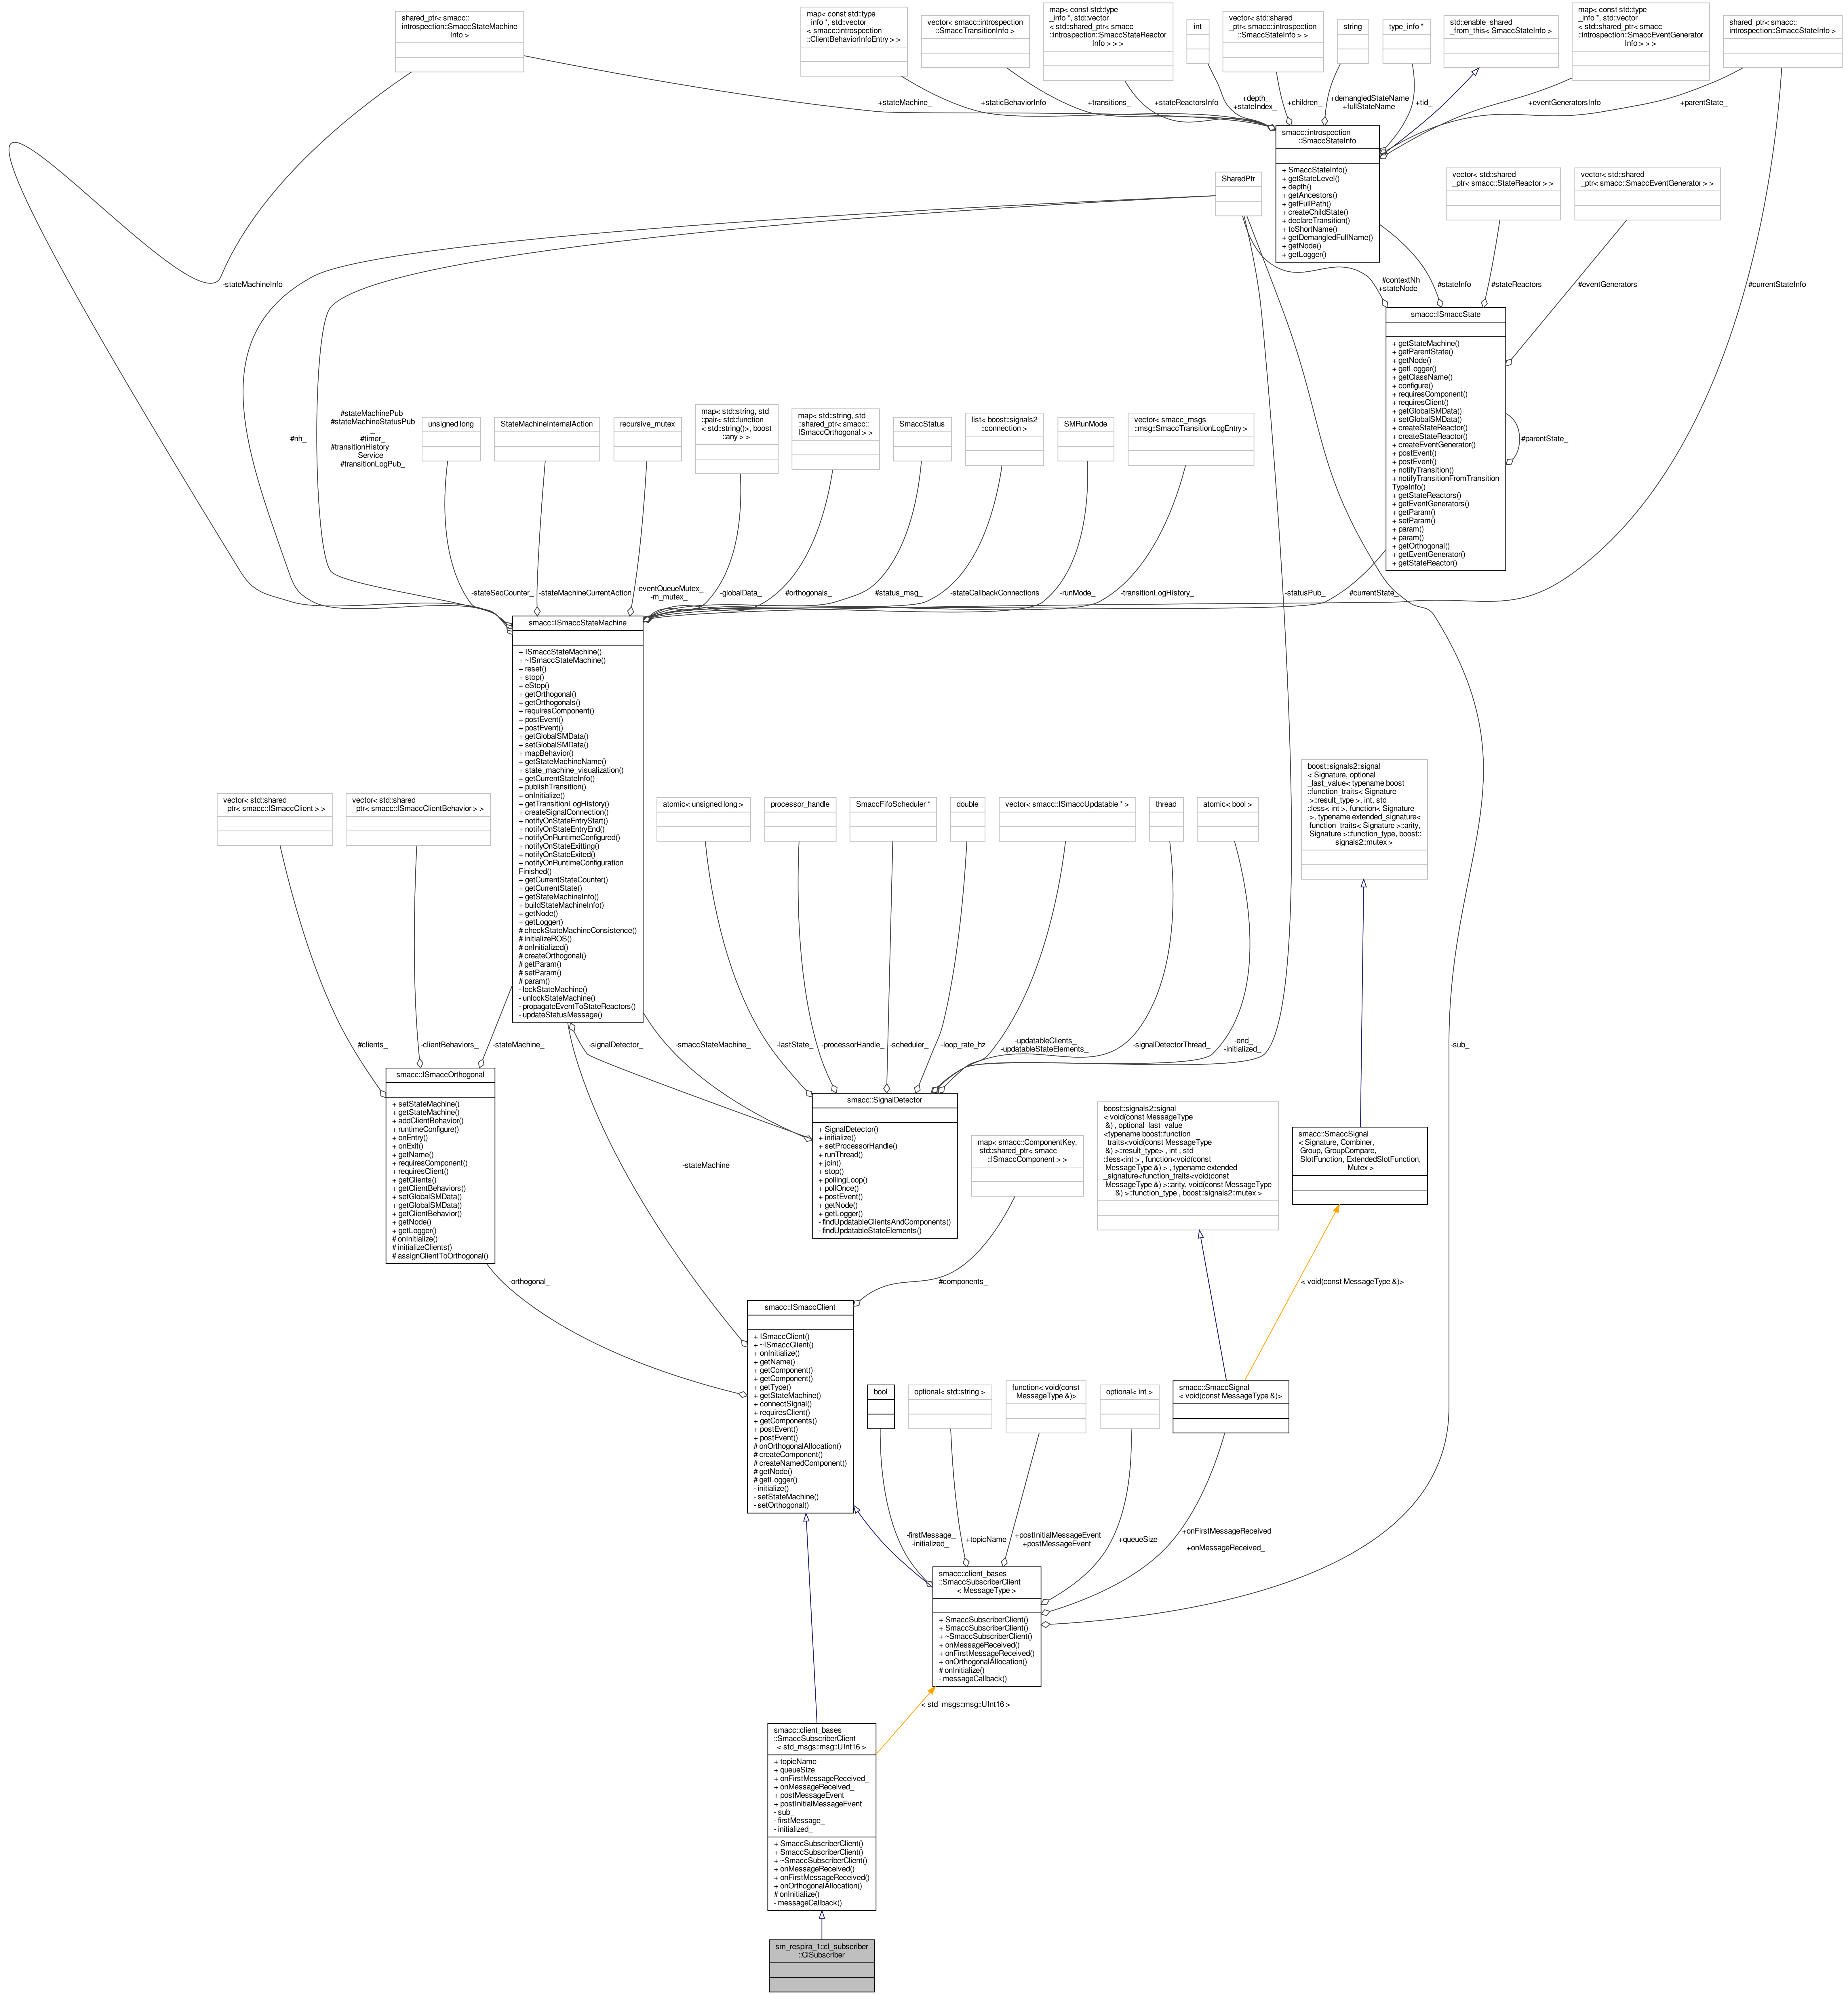 shared_ptr< smacc::
introspection::SmaccStateMachine
Info >
map< const std::type
_info *, std::vector
< smacc::introspection
::ClientBehaviorInfoEntry > >
vector< smacc::introspection
::SmaccTransitionInfo >
map< const std::type
_info *, std::vector
< std::shared_ptr< smacc
::introspection::SmaccStateReactor
Info > > >
int
vector< std::shared
_ptr< smacc::introspection
::SmaccStateInfo > >
string
type_info *
std::enable_shared
_from_this< SmaccStateInfo >
map< const std::type
_info *, std::vector
< std::shared_ptr< smacc
::introspection::SmaccEventGenerator
Info > > >
shared_ptr< smacc::
introspection::SmaccStateInfo >
+stateMachine_
+staticBehaviorInfo
+transitions_
+stateReactorsInfo
+depth_
+stateIndex_
+children_
+demangledStateName
+fullStateName
+tid_
+eventGeneratorsInfo
+parentState_
smacc::introspection
::SmaccStateInfo
+ SmaccStateInfo()
+ getStateLevel()
+ depth()
+ getAncestors()
+ getFullPath()
+ createChildState()
+ declareTransition()
+ toShortName()
+ getDemangledFullName()
+ getNode()
+ getLogger()
SharedPtr
vector< std::shared
_ptr< smacc::StateReactor > >
vector< std::shared
_ptr< smacc::SmaccEventGenerator > >
-stateMachineInfo_
#contextNh
+stateNode_
#stateInfo_
#stateReactors_
#eventGenerators_
#currentStateInfo_
smacc::ISmaccState
+ getStateMachine()
+ getParentState()
+ getNode()
+ getLogger()
+ getClassName()
+ configure()
+ requiresComponent()
+ requiresClient()
+ getGlobalSMData()
+ setGlobalSMData()
+ createStateReactor()
+ createStateReactor()
+ createEventGenerator()
+ postEvent()
+ postEvent()
+ notifyTransition()
+ notifyTransitionFromTransition
TypeInfo()
+ getStateReactors()
+ getEventGenerators()
+ getParam()
+ setParam()
+ param()
+ param()
+ getOrthogonal()
+ getEventGenerator()
+ getStateReactor()
#parentState_
#nh_
#stateMachinePub_
#stateMachineStatusPub
_
#timer_
#transitionHistory
Service_
#transitionLogPub_
unsigned long
StateMachineInternalAction
recursive_mutex
map< std::string, std
::pair< std::function
< std::string()>, boost
::any > >
map< std::string, std
::shared_ptr< smacc::
ISmaccOrthogonal > >
SmaccStatus
list< boost::signals2
::connection >
SMRunMode
vector< smacc_msgs
::msg::SmaccTransitionLogEntry >
-stateSeqCounter_
-stateMachineCurrentAction
-eventQueueMutex_
-m_mutex_
-globalData_
#orthogonals_
#status_msg_
-stateCallbackConnections
-runMode_
-transitionLogHistory_
-statusPub_
#currentState_
smacc::ISmaccStateMachine
+ ISmaccStateMachine()
+ ~ISmaccStateMachine()
+ reset()
+ stop()
+ eStop()
+ getOrthogonal()
+ getOrthogonals()
+ requiresComponent()
+ postEvent()
+ postEvent()
+ getGlobalSMData()
+ setGlobalSMData()
+ mapBehavior()
+ getStateMachineName()
+ state_machine_visualization()
+ getCurrentStateInfo()
+ publishTransition()
+ onInitialize()
+ getTransitionLogHistory()
+ createSignalConnection()
+ notifyOnStateEntryStart()
+ notifyOnStateEntryEnd()
+ notifyOnRuntimeConfigured()
+ notifyOnStateExitting()
+ notifyOnStateExited()
+ notifyOnRuntimeConfiguration
Finished()
+ getCurrentStateCounter()
+ getCurrentState()
+ getStateMachineInfo()
+ buildStateMachineInfo()
+ getNode()
+ getLogger()
# checkStateMachineConsistence()
# initializeROS()
# onInitialized()
# createOrthogonal()
# getParam()
# setParam()
# param()
- lockStateMachine()
- unlockStateMachine()
- propagateEventToStateReactors()
- updateStatusMessage()
vector< std::shared
_ptr< smacc::ISmaccClient > >
vector< std::shared
_ptr< smacc::ISmaccClientBehavior > >
atomic< unsigned long >
processor_handle
SmaccFifoScheduler *
double
vector< smacc::ISmaccUpdatable * >
thread
atomic< bool >
boost::signals2::signal
< Signature, optional
_last_value< typename boost
::function_traits< Signature
>::result_type >, int, std
::less< int >, function< Signature
>, typename extended_signature<
function_traits< Signature >::arity,
Signature >::function_type, boost::
signals2::mutex >
#clients_
-clientBehaviors_
-stateMachine_
-signalDetector_
-smaccStateMachine_
-lastState_
-processorHandle_
-scheduler_
-loop_rate_hz
-updatableClients_
-updatableStateElements_
-signalDetectorThread_
-end_
-initialized_
-sub_
smacc::ISmaccOrthogonal
+ setStateMachine()
+ getStateMachine()
+ addClientBehavior()
+ runtimeConfigure()
+ onEntry()
+ onExit()
+ getName()
+ requiresComponent()
+ requiresClient()
+ getClients()
+ getClientBehaviors()
+ setGlobalSMData()
+ getGlobalSMData()
+ getClientBehavior()
+ getNode()
+ getLogger()
# onInitialize()
# initializeClients()
# assignClientToOrthogonal()
smacc::SignalDetector
+ SignalDetector()
+ initialize()
+ setProcessorHandle()
+ runThread()
+ join()
+ stop()
+ pollingLoop()
+ pollOnce()
+ postEvent()
+ getNode()
+ getLogger()
- findUpdatableClientsAndComponents()
- findUpdatableStateElements()
-stateMachine_
map< smacc::ComponentKey,
std::shared_ptr< smacc
::ISmaccComponent > >
boost::signals2::signal
< void(const MessageType
&) , optional_last_value
<typename boost::function
_traits<void(const MessageType
&) >::result_type> , int , std
::less<int > , function<void(const
MessageType &) > , typename extended
_signature<function_traits<void(const
MessageType &) >::arity, void(const MessageType
&) >::function_type , boost::signals2::mutex >
smacc::SmaccSignal
< Signature, Combiner,
Group, GroupCompare,
SlotFunction, ExtendedSlotFunction,
Mutex >
-orthogonal_
#components_
< void(const MessageType &)>
smacc::ISmaccClient
+ ISmaccClient()
+ ~ISmaccClient()
+ onInitialize()
+ getName()
+ getComponent()
+ getComponent()
+ getType()
+ getStateMachine()
+ connectSignal()
+ requiresClient()
+ getComponents()
+ postEvent()
+ postEvent()
# onOrthogonalAllocation()
# createComponent()
# createNamedComponent()
# getNode()
# getLogger()
- initialize()
- setStateMachine()
- setOrthogonal()
bool
optional< std::string >
function< void(const
MessageType &)>
optional< int >
smacc::SmaccSignal
< void(const MessageType &)>
-firstMessage_
-initialized_
+topicName
+postInitialMessageEvent
+postMessageEvent
+queueSize
+onFirstMessageReceived
_
+onMessageReceived_
smacc::client_bases
::SmaccSubscriberClient
< MessageType >
+ SmaccSubscriberClient()
+ SmaccSubscriberClient()
+ ~SmaccSubscriberClient()
+ onMessageReceived()
+ onFirstMessageReceived()
+ onOrthogonalAllocation()
# onInitialize()
- messageCallback()
< std_msgs::msg::UInt16 >
smacc::client_bases
::SmaccSubscriberClient
< std_msgs::msg::UInt16 >
+ topicName
+ queueSize
+ onFirstMessageReceived_
+ onMessageReceived_
+ postMessageEvent
+ postInitialMessageEvent
- sub_
- firstMessage_
- initialized_
+ SmaccSubscriberClient()
+ SmaccSubscriberClient()
+ ~SmaccSubscriberClient()
+ onMessageReceived()
+ onFirstMessageReceived()
+ onOrthogonalAllocation()
# onInitialize()
- messageCallback()
sm_respira_1::cl_subscriber
::ClSubscriber